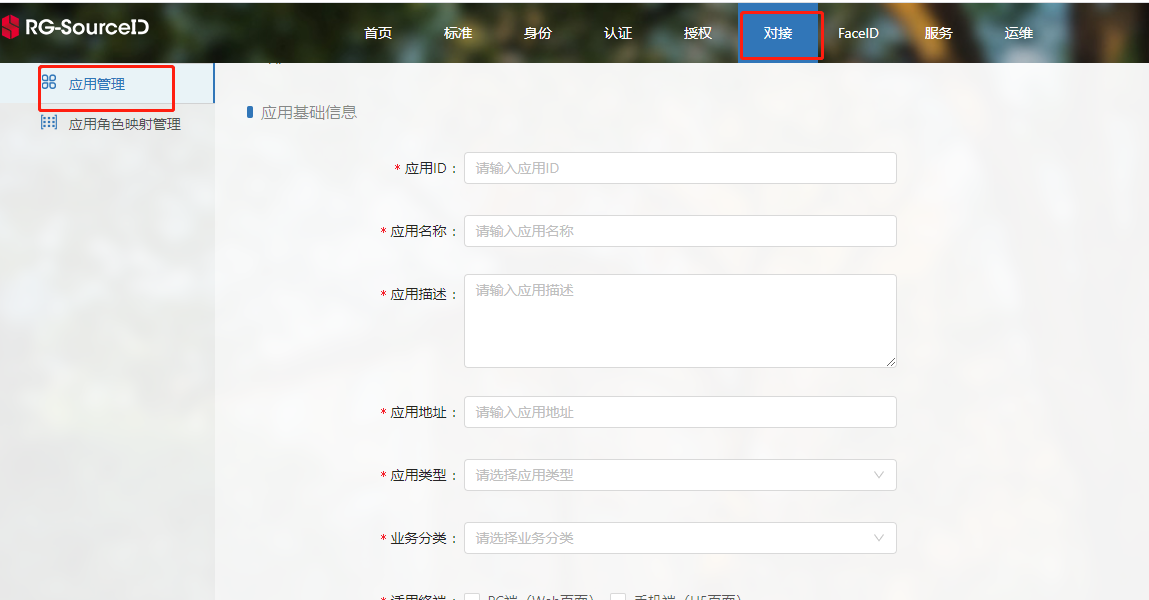 RG-SourceID
首页 标准 身份 认证 授权 对接 FaceID 服务 运维
应用管理
应用角色映射管理
应用基础信息
* 应用ID : 请输入应用ID
* 应用名称 : 请输入应用名称
* 应用描述 : 请输入应用描述
* 应用地址 : 请输入应用地址
* 应用类型 : 请选择应用类型
* 业务分类 : 请选择业务分类
* 适用终端 : PC端（Web页面） 手机端（H5页面）